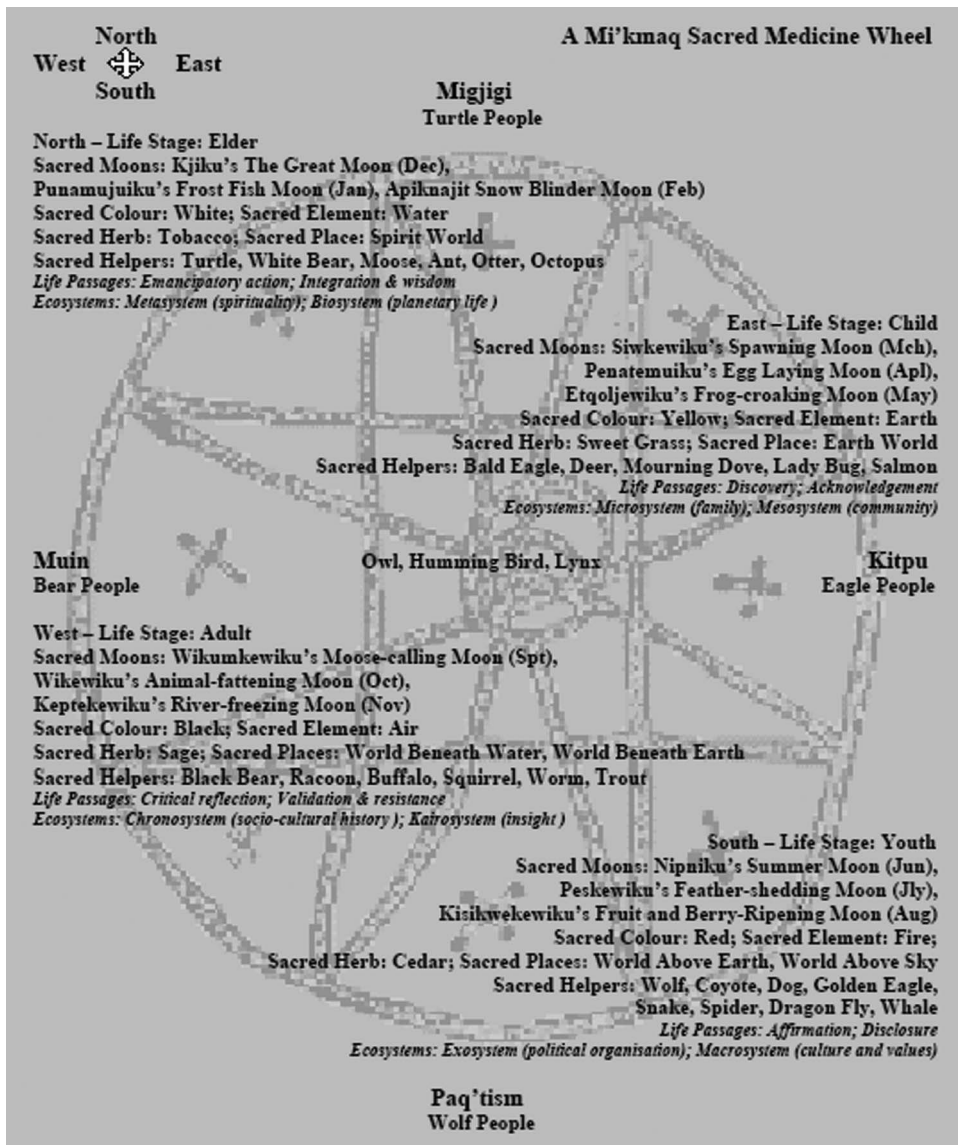 North
West East
South
A Mi'kmaq Sacred Medicine Wheel
Migjigi
Turtle People
North – Life Stage: Elder
Sacred Moons: Kjiku's The Great Moon (Dec),
Punamujuiku's Frost Fish Moon (Jan), Apiknajit Snow Blinder Moon (Feb)
Sacred Colour: White; Sacred Element: Water
Sacred Herb: Tobacco; Sacred Place: Spirit World
Sacred Helpers: Turtle, White Bear, Moose, Ant, Otter, Octopus
Life Passages: Emancipatory action; Integration & wisdom
Ecosystems: Metasystem (spirituality); Biosystem (planetary life )
East – Life Stage: Child
Sacred Moons: Siwkewiku's Spawning Moon (Mch),
Penatemuiku's Egg Laying Moon (Apl),
Etqoljewiku's Frog-croaking Moon (May)
Sacred Colour: Yellow; Sacred Element: Earth
Sacred Herb: Sweet Grass; Sacred Place: Earth World
Sacred Helpers: Bald Eagle, Deer, Mourning Dove, Lady Bug, Salmon
Life Passages: Discovery; Acknowledgement
Ecosystems: Microsystem (family); Mesosystem (community)
Muin
Bear People
Owl, Humming Bird, Lynx
Kitpu
Eagle People
West – Life Stage: Adult
Sacred Moons: Wikumkewiku's Moose-calling Moon (Spt),
Wikewiku's Animal-fattening Moon (Oct),
Keptekewiku's River-freezing Moon (Nov)
Sacred Colour: Black; Sacred Element: Air
Sacred Herb: Sage; Sacred Places: World Beneath Water, World Beneath Earth
Sacred Helpers: Black Bear, Racoon, Buffalo, Squirrel, Worm, Trout
Life Passages: Critical reflection; Validation & resistance
Ecosystems: Chronosystem (socio-cultural history ); Kairosystem (insight )
South – Life Stage: Youth
Sacred Moons: Nipniku's Summer Moon (Jun),
Peskewiku's Feather-shedding Moon (Jly),
Kisikwekewiku's Fruit and Berry-Ripening Moon (Aug)
Sacred Colour: Red; Sacred Element: Fire;
Sacred Herb: Cedar; Sacred Places: World Above Earth, World Above Sky
Sacred Helpers: Wolf, Coyote, Dog, Golden Eagle,
Snake, Spider, Dragon Fly, Whale
Life Passages: Affirmation; Disclosure
Ecosystems: Exosystem (political organisation); Macrosystem (culture and values)
Paq'tism
Wolf People